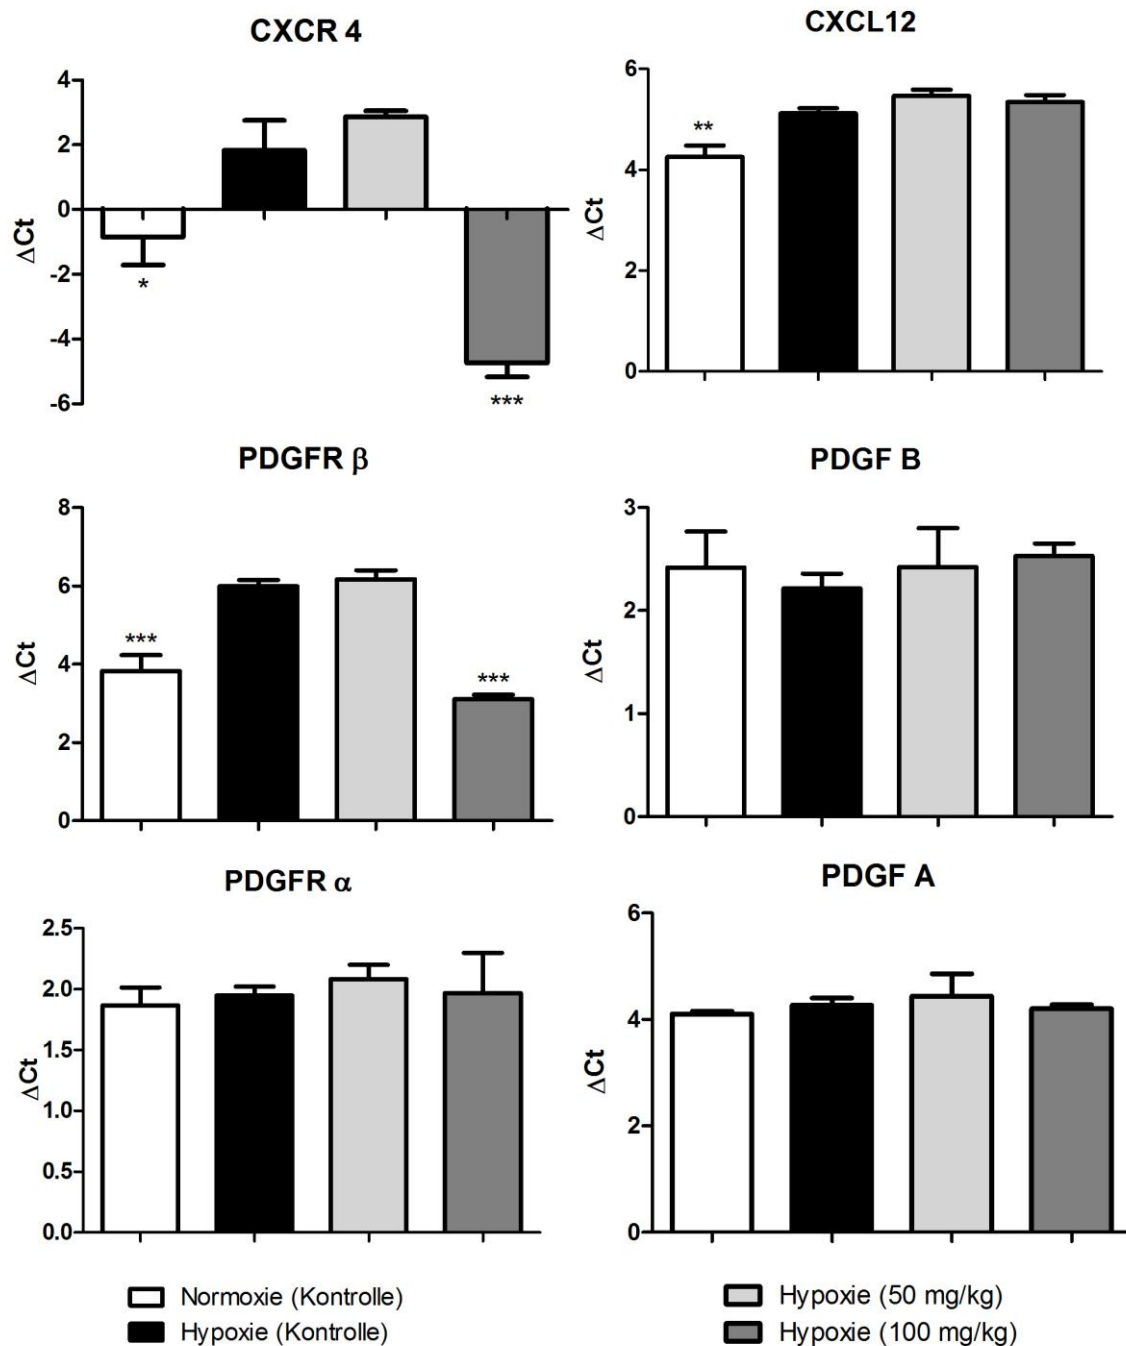 CXCR 4
4
2
0
-2
-4
-6
ΔCt
*
***
CXCL12
6
4
2
0
ΔCt
**
PDGFR β
8
6
4
2
0
ΔCt
***
***
PDGF B
3
2
1
0
ΔCt
PDGFR α
2.5
2.0
1.5
1.0
0.5
0.0
ΔCt
PDGF A
6
4
2
0
ΔCt
Normoxie (Kontrolle)
Hypoxie (Kontrolle)
Hypoxie (50 mg/kg)
Hypoxie (100 mg/kg)